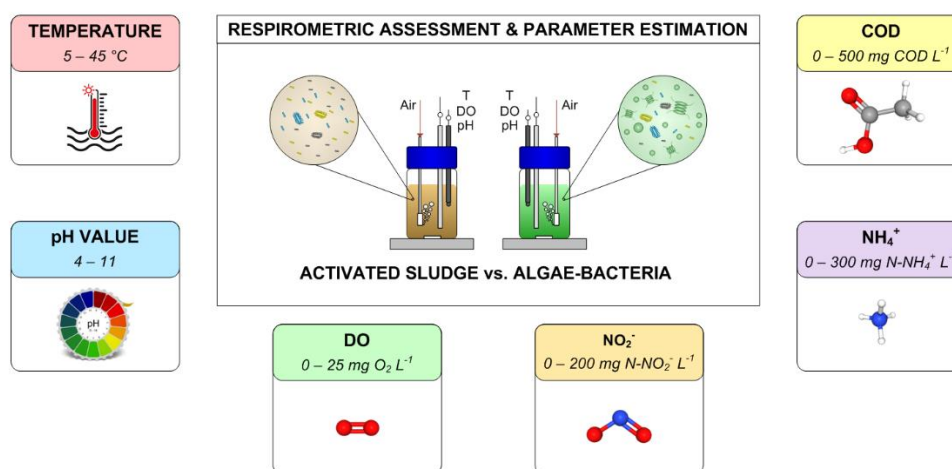 TEMPERATURE
5 – 45 °C
RESPIROMETRIC ASSESSMENT & PARAMETER ESTIMATION
T
DO
pH
Air
T
DO
pH
Air
ACTIVATED SLUDGE vs. ALGAE-BACTERIA
COD
0 – 500 mg COD L⁻¹
pH VALUE
4 – 11
pH
NH₄⁺
0 – 300 mg N-NH₄⁺ L⁻
DO
0 – 25 mg O₂ L⁻¹
NO₂⁻
0 – 200 mg N-NO₂⁻ L⁻¹